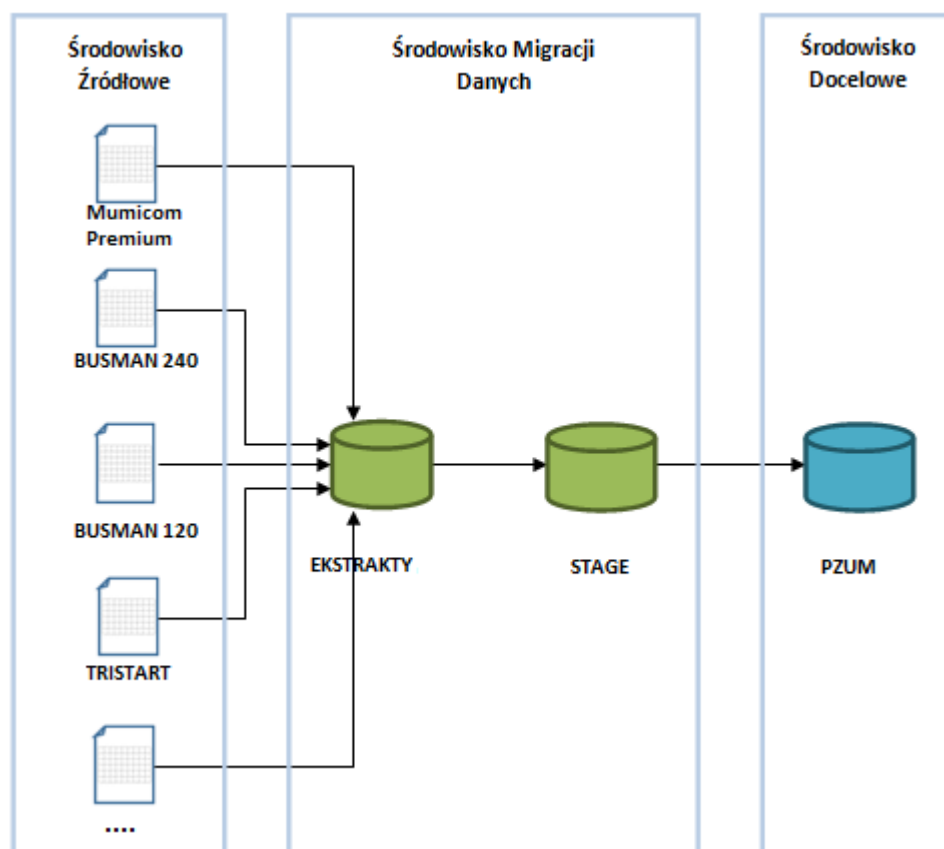 Środowisko
Źródłowe
Środowisko Migracji
Danych
Środowisko
Docelowe
Mumicom
Premium
BUSMAN 240
BUSMAN 120
EKSTRAKTY
STAGE
PZUM
TRISTART
....